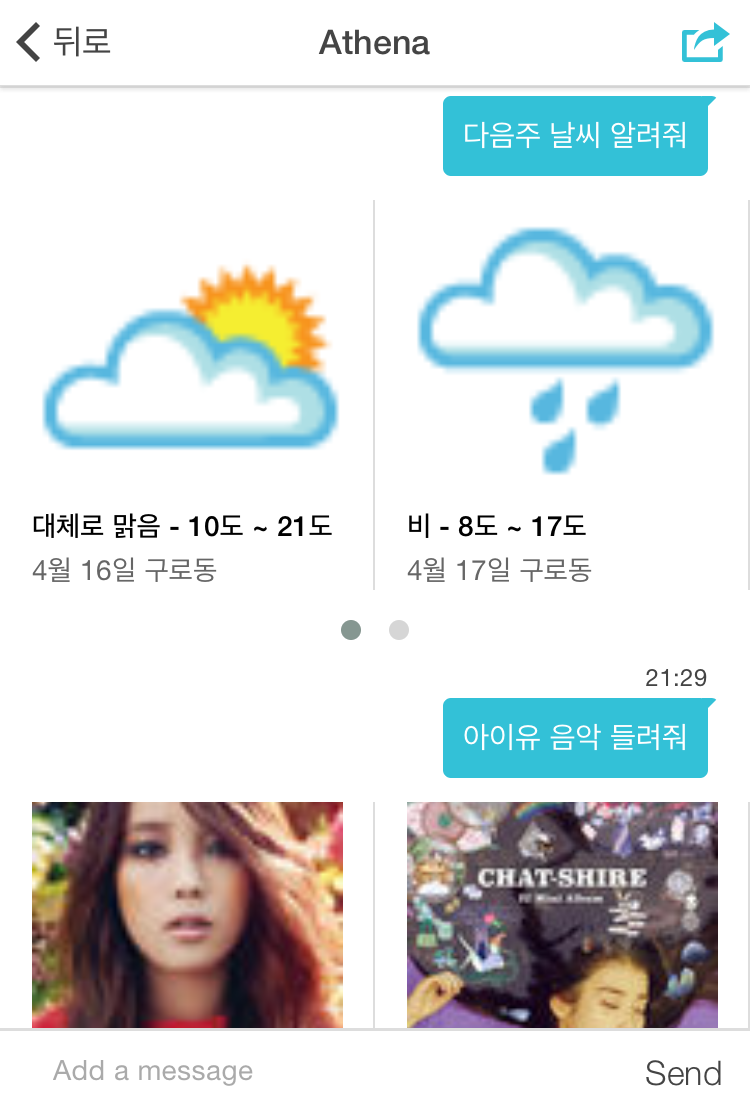 뒤로
Athena
다음주 날씨 알려줘
대체로 맑음 - 10도 ~ 21도
4월 16일 구로동
비 - 8도 ~ 17도
4월 17일 구로동
21:29
아이유 음악 들려줘
CHAT-SHIRE
IU Mini Album
Add a message
Send